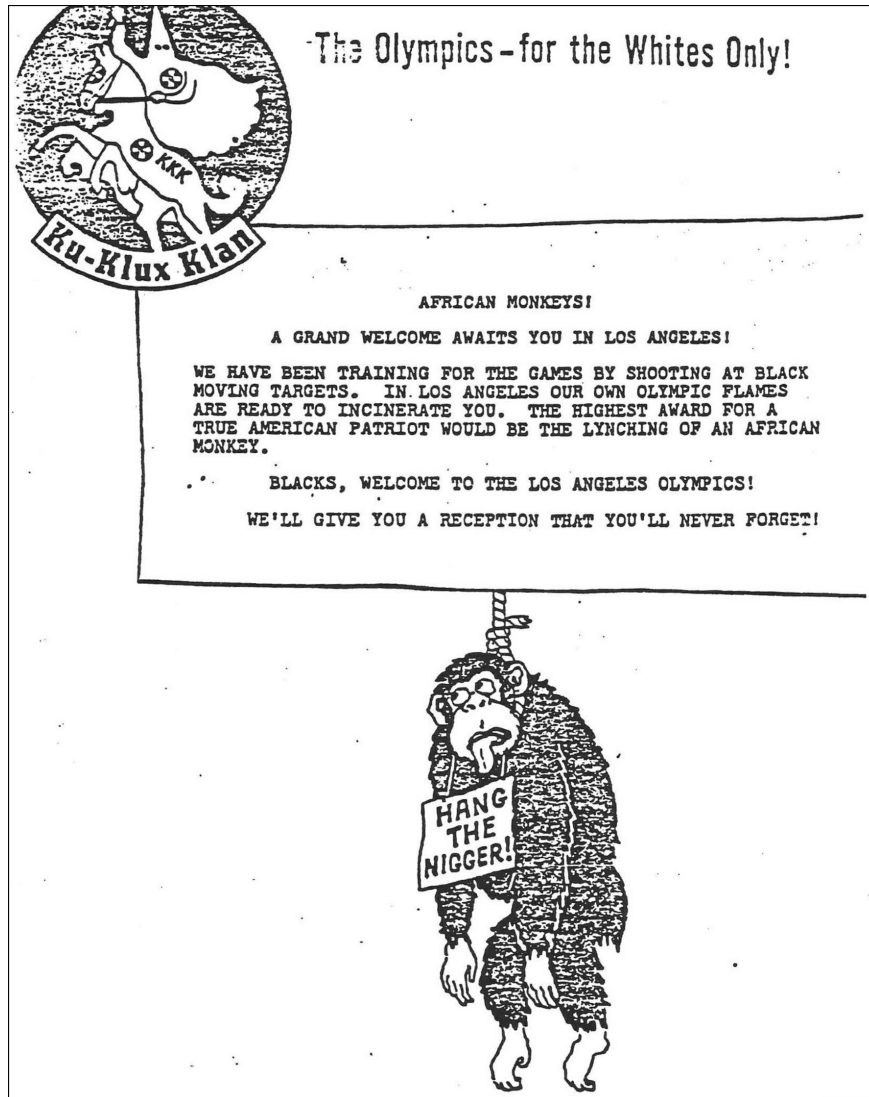 The Olympics - for the Whites Only!
KKK
Ku-Klux Klan
AFRICAN MONKEYS!
A GRAND WELCOME AWAITS YOU IN LOS ANGELES!
WE HAVE BEEN TRAINING FOR THE GAMES BY SHOOTING AT BLACK
MOVING TARGETS. IN LOS ANGELES OUR OWN OLYMPIC FLAMES
ARE READY TO INCINERATE YOU. THE HIGHEST AWARD FOR A
TRUE AMERICAN PATRIOT WOULD BE THE LYNCHING OF AN AFRICAN
MONKEY.
BLACKS, WELCOME TO THE LOS ANGELES OLYMPICS!
WE'LL GIVE YOU A RECEPTION THAT YOU'LL NEVER FORGET!
HANG
THE
NIGGER!